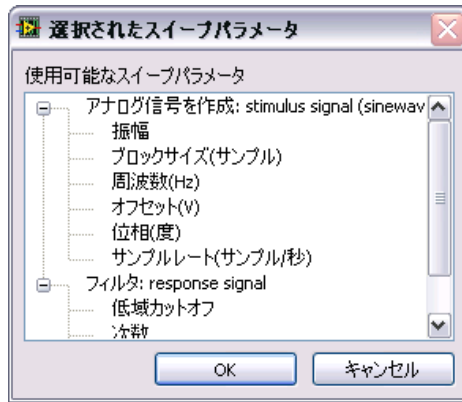 選択されたスイープパラメータ
使用可能なスイープパラメータ
アナログ信号を作成: stimulus signal (sinewav
振幅
ブロックサイズ(サンプル)
周波数(Hz)
オフセット(V)
位相(度)
サンプルレート(サンプル/秒)
フィルタ: response signal
低域カットオフ
次数
OK キャンセル